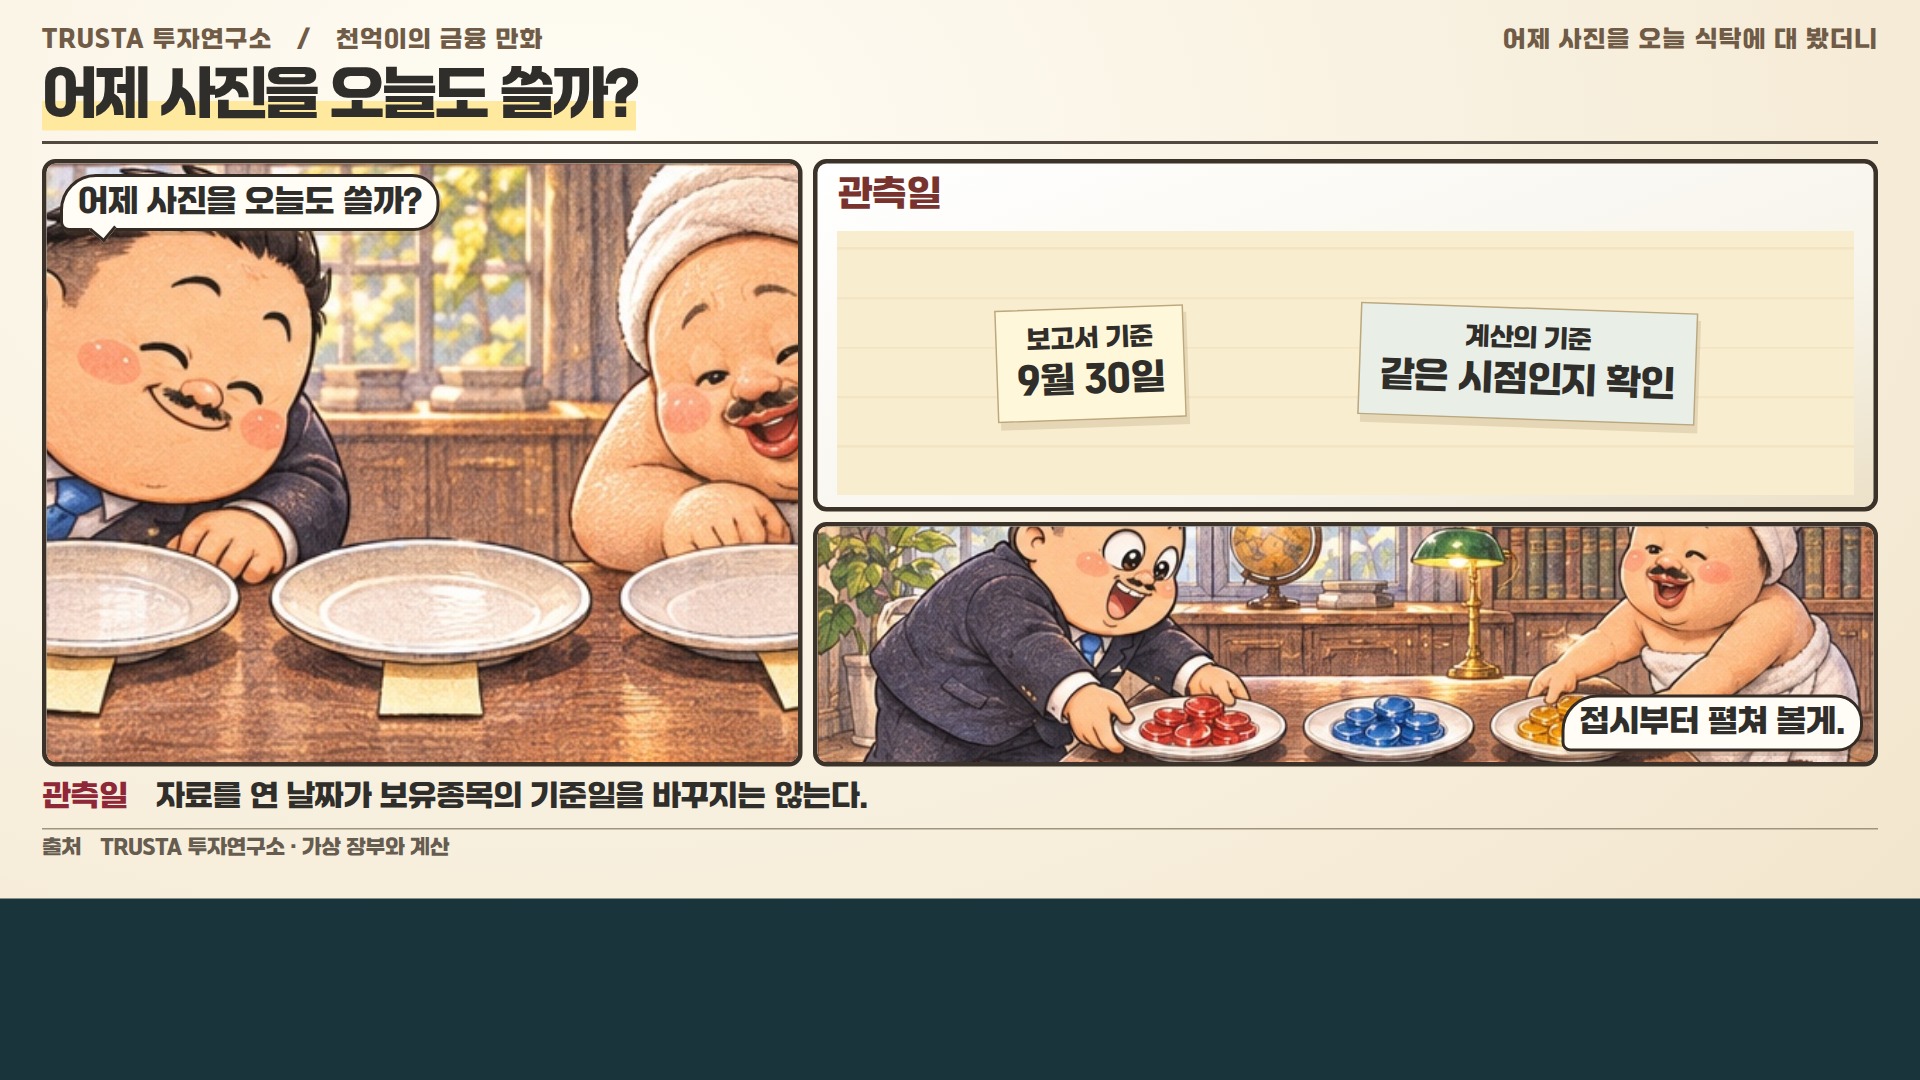 TRUSTA 투자연구소 / 천억이의 금융 만화
어제 사진을 오늘 식탁에 대 봤더니
어제 사진을 오늘도 쓸까?
어제 사진을 오늘도 쓸까?
관측일
보고서 기준
9월 30일
계산의 기준
같은 시점인지 확인
접시부터 펼쳐 볼게.
관측일 자료를 연 날짜가 보유종목의 기준일을 바꾸지는 않는다.
출처 TRUSTA 투자연구소 · 가상 장부와 계산